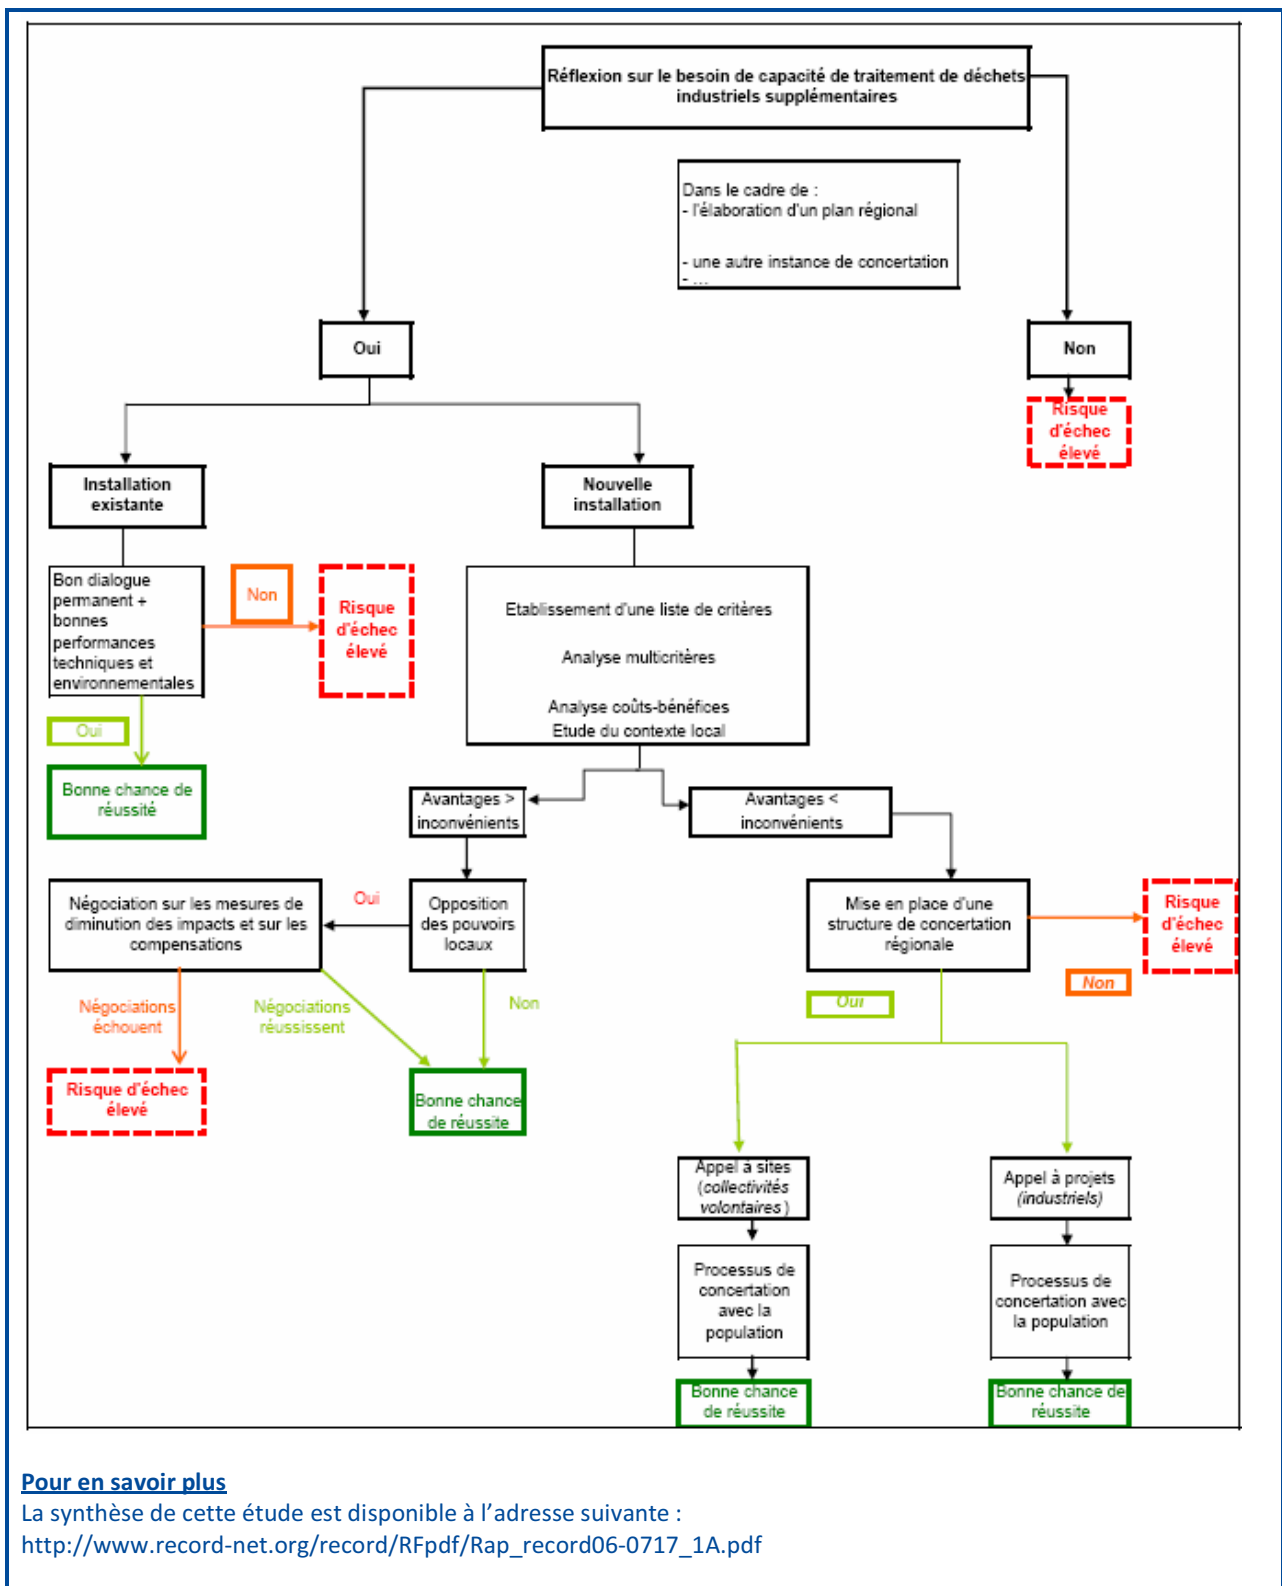 Réflexion sur le besoin de capacité de traitement de déchets
industriels supplémentaires
Dans le cadre de :
- l'élaboration d'un plan régional
- une autre instance de concertation
- ...
Oui
Non
Risque
d'échec
élevé
Installation
existante
Nouvelle
installation
Bon dialogue
permanent +
bonnes
performances
techniques et
environnementales
Non
Risque
d'échec
élevé
Etablissement d'une liste de critères
Analyse multicritères
Analyse coûts-bénéfices
Etude du contexte local
Oui
Bonne chance de
réussité
Avantages >
inconvénients
Avantages <
inconvénients
Négociation sur les mesures de
diminution des impacts et sur les
compensations
Oui
Opposition
des pouvoirs
locaux
Mise en place d'une
structure de concertation
régionale
Risque
d'échec
élevé
Négociations
échouent
Négociations
réussissent
Non
Oui
Non
Risque d'échec
élevé
Bonne chance
de réussite
Appel à sites
(collectivités
volontaires )
Appel à projets
(industriels)
Processus de
concertation
avec la
population
Processus de
concertation avec
la population
Bonne chance
de réussite
Bonne chance de
réussite
Pour en savoir plus
La synthèse de cette étude est disponible à l'adresse suivante :
http://www.record-net.org/record/RFpdf/Rap_record06-0717_1A.pdf